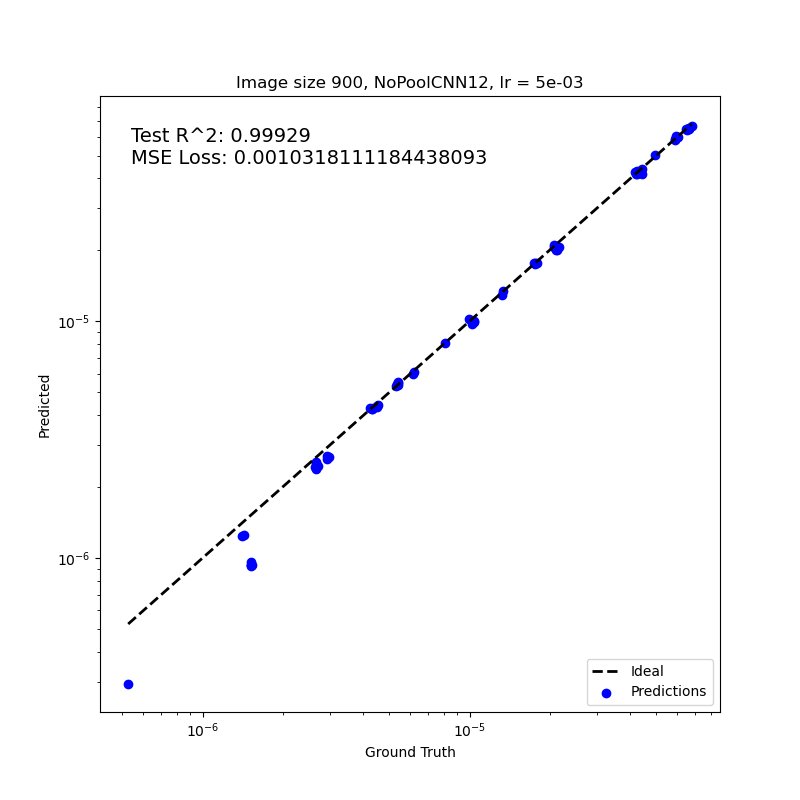 Image size 900, NoPoolCNN12, lr = 5e-03
Test R^2: 0.99929
MSE Loss: 0.0010318111184438093
10⁻⁵
10⁻⁶
Predicted
Ideal
Predictions
10⁻⁶
10⁻⁵
Ground Truth